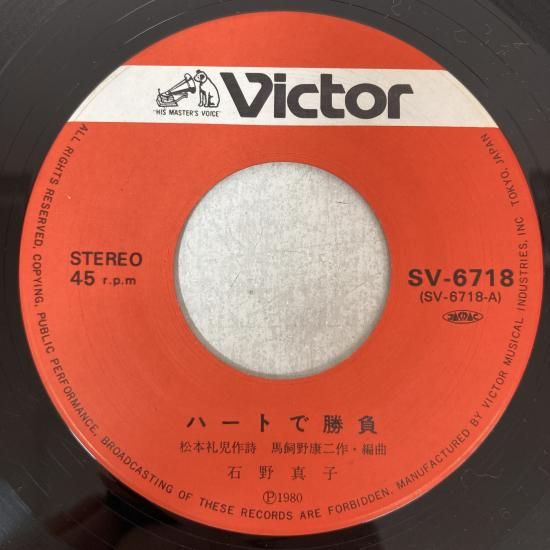 Victor
"HIS MASTER'S VOICE"
STEREO
45 r.p.m
SV-6718
(SV-6718-A)
JASRAC
ハートで勝負
松本礼児作詩 馬飼野康二作・編曲
石野真子
Ⓟ1980
ALL RIGHTS RESERVED, COPYING, PUBLIC PERFORMANCE, BROADCASTING OF THESE RECORDS ARE FORBIDDEN. MANUFACTURED BY VICTOR MUSICAL INDUSTRIES, INC TOKYO, JAPAN